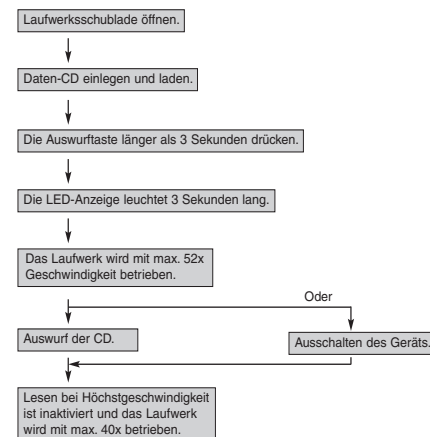 Laufwerksschublade öffnen.
Daten-CD einlegen und laden.
Die Auswurftaste länger als 3 Sekunden drücken.
Die LED-Anzeige leuchtet 3 Sekunden lang.
Das Laufwerk wird mit max. 52x
Geschwindigkeit betrieben.
Oder
Auswurf der CD.
Ausschalten des Geräts.
Lesen bei Höchstgeschwindigkeit
ist inaktiviert und das Laufwerk
wird mit max. 40x betrieben.